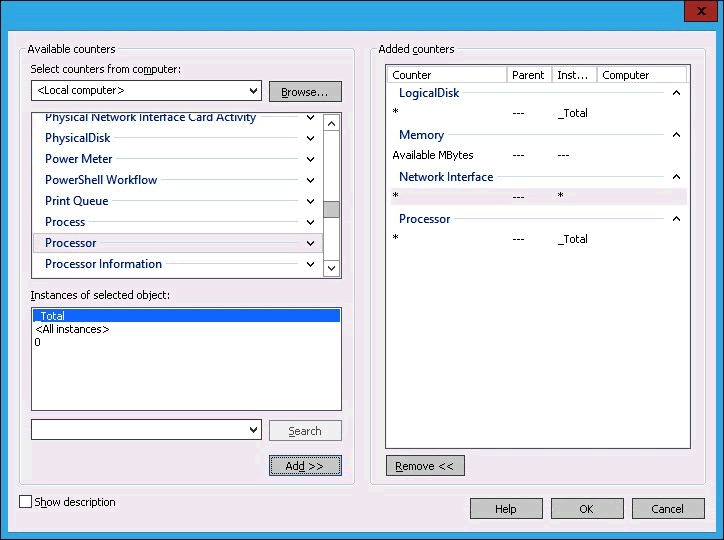 x
Available counters
Select counters from computer:
<Local computer>
Browse...
Physical Network Interface Card Activity
PhysicalDisk
Power Meter
PowerShell Workflow
Print Queue
Process
Processor
Processor Information
Instances of selected object:
_Total
<All instances>
0
Search
Add >>
Show description
Added counters
Counter Parent Inst... Computer
LogicalDisk
* --- _Total
Memory
Available MBytes --- ---
Network Interface
* --- *
Processor
* --- _Total
Remove <<
Help OK Cancel